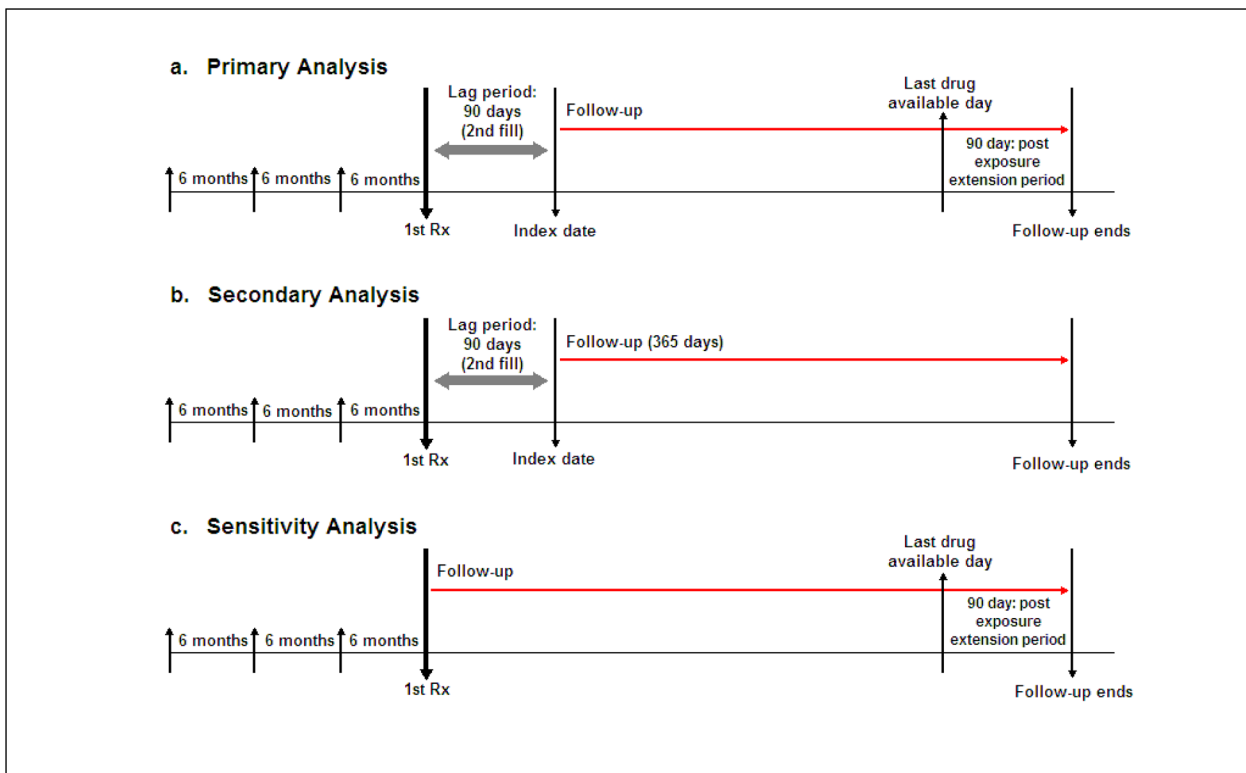 a. Primary Analysis
Lag period:
90 days
(2nd fill)
Follow-up
Last drug
available day
90 day: post
exposure
extension period
6 months 6 months 6 months
1st Rx
Index date
Follow-up ends
b. Secondary Analysis
Lag period:
90 days
(2nd fill)
Follow-up (365 days)
6 months 6 months 6 months
1st Rx
Index date
Follow-up ends
c. Sensitivity Analysis
Last drug
available day
Follow-up
90 day: post
exposure
extension period
6 months 6 months 6 months
1st Rx
Follow-up ends